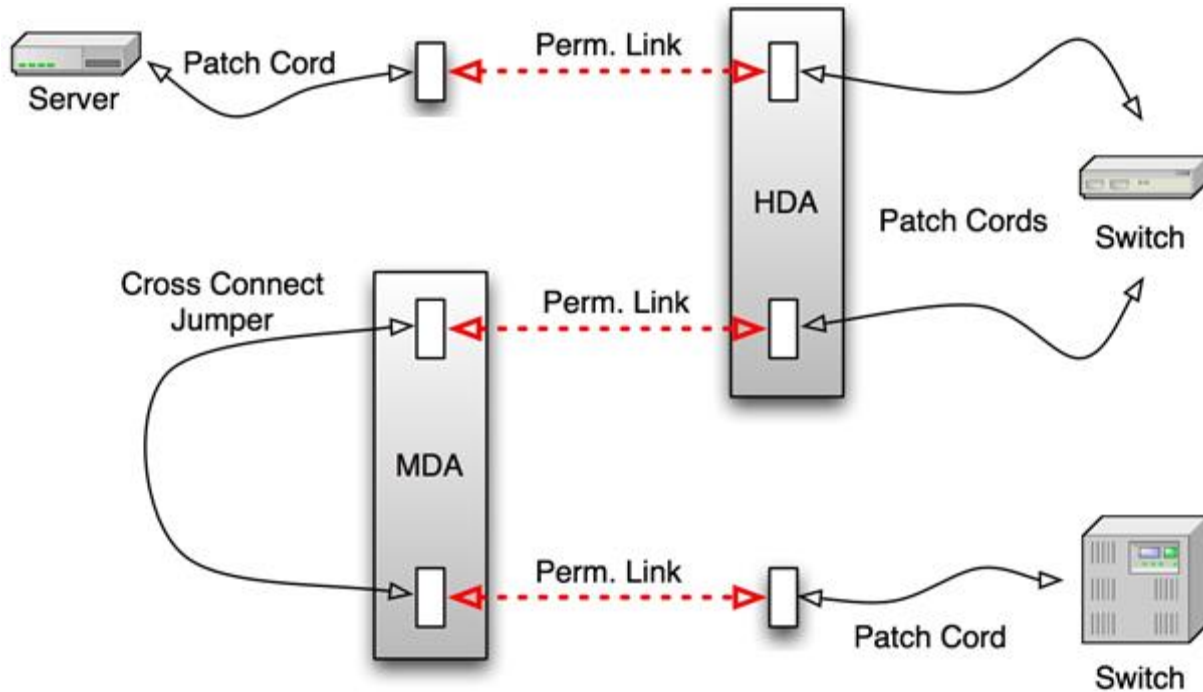 Perm. Link
Patch Cord
Server
HDA
Patch Cords
Switch
Cross Connect
Jumper
Perm. Link
MDA
Perm. Link
Patch Cord
Switch